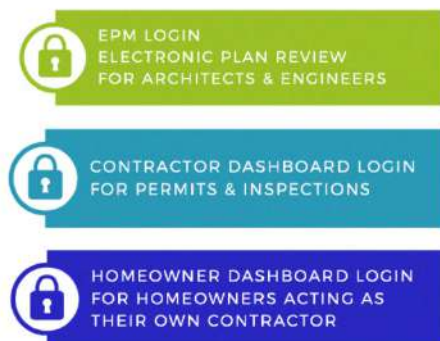 EPM LOGIN
ELECTRONIC PLAN REVIEW
FOR ARCHITECTS & ENGINEERS
CONTRACTOR DASHBOARD LOGIN
FOR PERMITS & INSPECTIONS
HOMEOWNER DASHBOARD LOGIN
FOR HOMEOWNERS ACTING AS
THEIR OWN CONTRACTOR